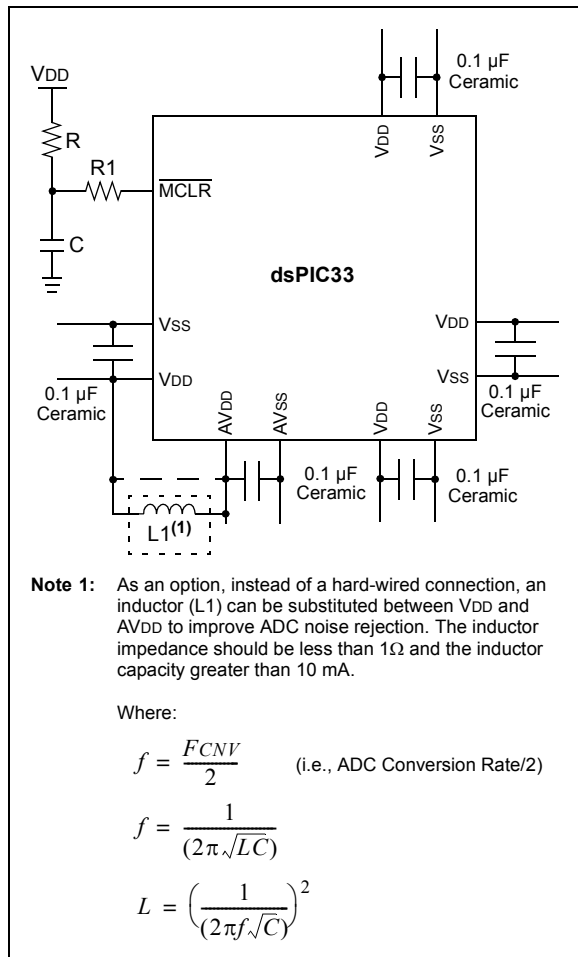 0.1 µF
Ceramic
VDD
R
R1
C
MCLR
VDD
VSS
dsPIC33
VSS
VDD
0.1 µF
Ceramic
VDD
VSS
0.1 µF
Ceramic
AVDD
AVSS
VDD
VSS
0.1 µF
Ceramic
0.1 µF
Ceramic
L1(1)
Note 1: As an option, instead of a hard-wired connection, an
inductor (L1) can be substituted between VDD and
AVDD to improve ADC noise rejection. The inductor
impedance should be less than 1Ω and the inductor
capacity greater than 10 mA.
Where:
f = FCNV / 2 (i.e., ADC Conversion Rate/2)
f = 1 / (2π√LC)
L = (1 / (2πf√C))²